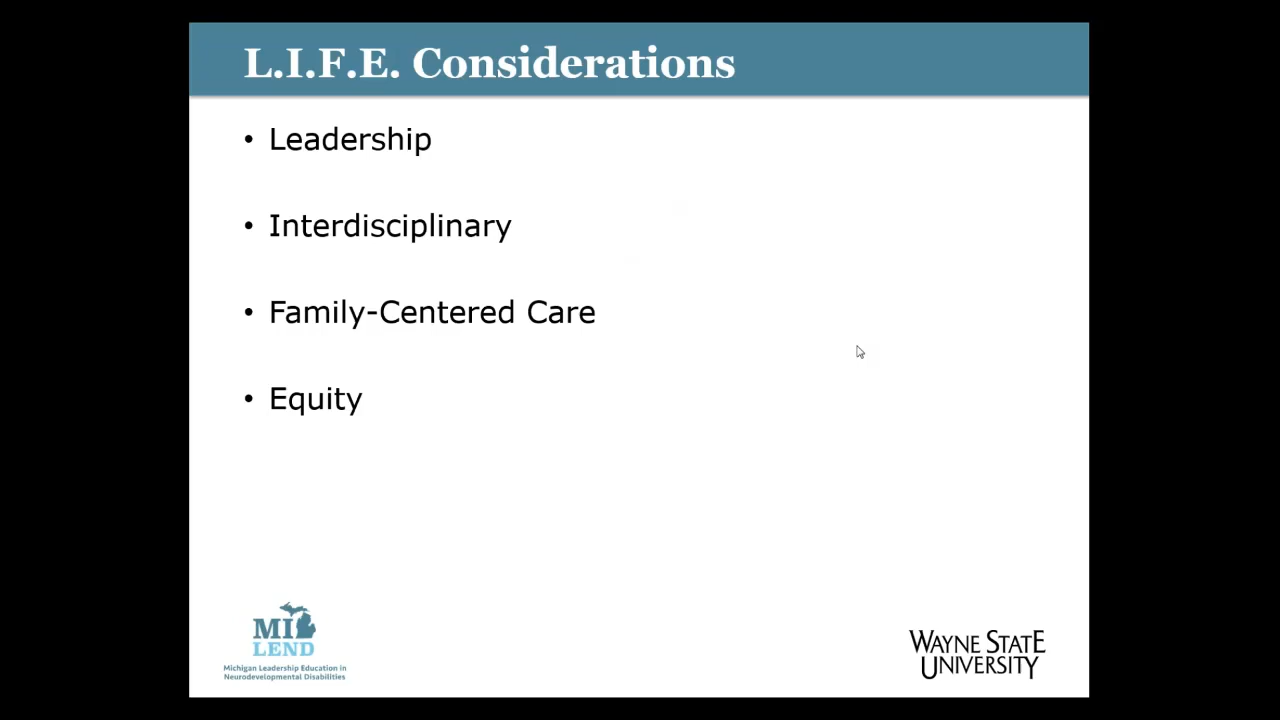 L.I.F.E. Considerations
• Leadership
• Interdisciplinary
• Family-Centered Care
• Equity
MI
LEND
Michigan Leadership Education in
Neurodevelopmental Disabilities
WAYNE STATE
UNIVERSITY